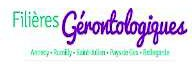 Filières Gérontologiques
Annecy - Rumilly - Saint-Julien - Pays de Gex - Bellegarde